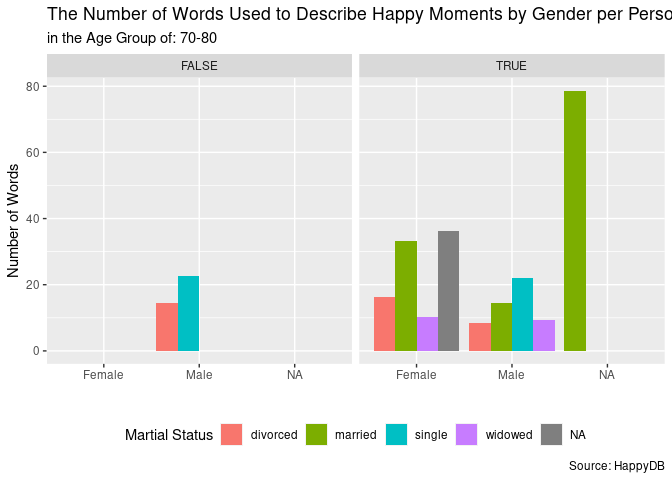 The Number of Words Used to Describe Happy Moments by Gender per Perso
in the Age Group of: 70-80
FALSE
TRUE
Number of Words
80
60
40
20
0
Female
Male
NA
Female
Male
NA
Martial Status
divorced
married
single
widowed
NA
Source: HappyDB